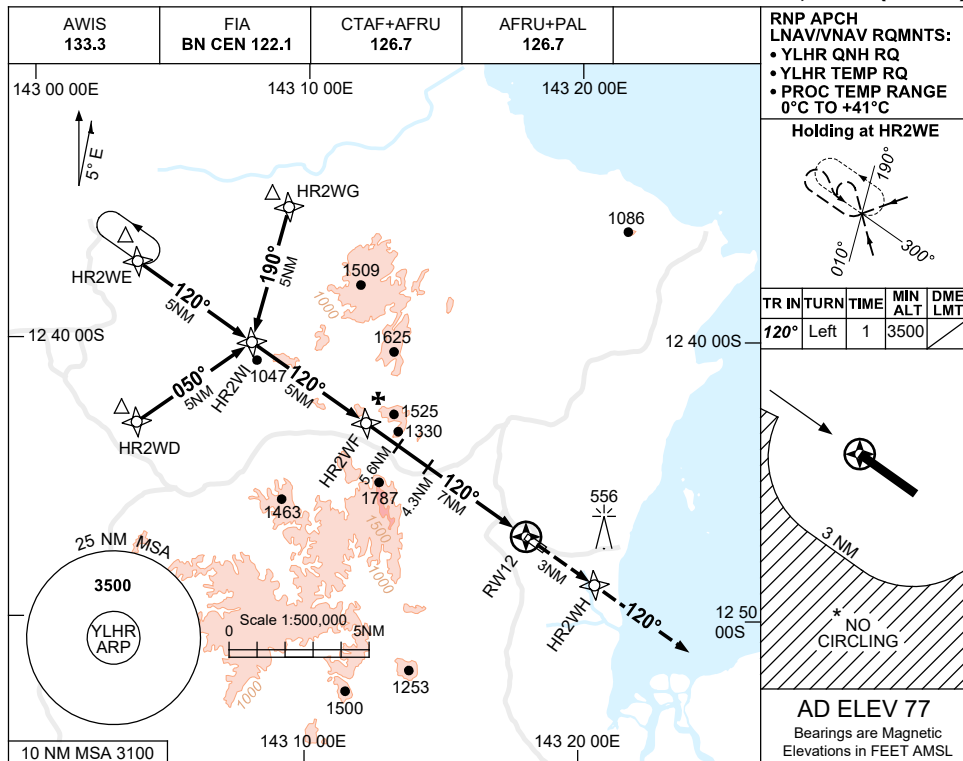 AWIS
133.3
FIA
BN CEN 122.1
CTAF+AFRU
126.7
AFRU+PAL
126.7
RNP APCH
LNAV/VNAV RQMNTS:
• YLHR QNH RQ
• YLHR TEMP RQ
• PROC TEMP RANGE
0°C TO +41°C
143 00 00E
143 10 00E
143 20 00E
5° E
HR2WG
HR2WE
190°
5NM
120°
5NM
1086
1509
1000
12 40 00S
1625
12 40 00S
HR2WI
1047
050°
5NM
120°
5NM
HR2WD
1525
1330
HR2WF
5.6NM
4.3NM
120°
7NM
1787
1463
1500
1000
556
RW12
3NM
HR2WH
120°
25 NM MSA
3500
YLHR
ARP
Scale 1:500,000
0
5NM
12 50
00S
1000
1253
1500
10 NM MSA 3100
143 10 00E
143 20 00E
Holding at HR2WE
190°
010°
300°
TR IN TURN TIME MIN ALT DME LMT
120° Left 1 3500
3 NM
* NO
CIRCLING
AD ELEV 77
Bearings are Magnetic
Elevations in FEET AMSL